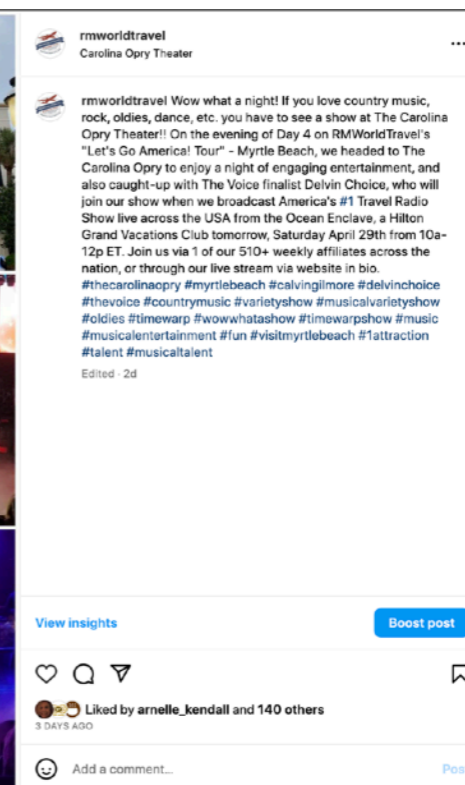 rmworldtravel
Carolina Opry Theater
rmworldtravel Wow what a night! If you love country music,
rock, oldies, dance, etc. you have to see a show at The Carolina
Opry Theater!! On the evening of Day 4 on RMWorldTravel's
"Let's Go America! Tour" - Myrtle Beach, we headed to The
Carolina Opry to enjoy a night of engaging entertainment, and
also caught-up with The Voice finalist Delvin Choice, who will
join our show when we broadcast America's #1 Travel Radio
Show live across the USA from the Ocean Enclave, a Hilton
Grand Vacations Club tomorrow, Saturday April 29th from 10a-
12p ET. Join us via 1 of our 510+ weekly affiliates across the
nation, or through our live stream via website in bio.
#thecarolinaopry #myrtlebeach #calvingilmore #delvinchoice
#thevoice #countrymusic #varietyshow #musicalvarietyshow
#oldies #timewarp #wowwhatashow #timewarpshow #music
#musicalentertainment #fun #visitmyrtlebeach #1attraction
#talent #musicaltalent
Edited · 2d
View insights
Boost post
Liked by arnelle_kendall and 140 others
3 DAYS AGO
Add a comment...
Pos